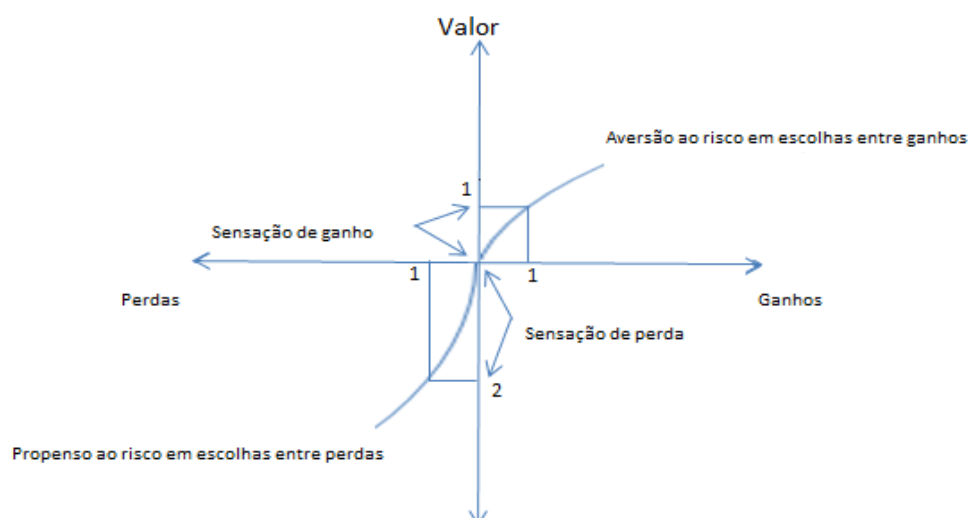 Valor
Aversão ao risco em escolhas entre ganhos
1
Sensação de ganho
1
1
Perdas
Ganhos
Sensação de perda
2
Propenso ao risco em escolhas entre perdas